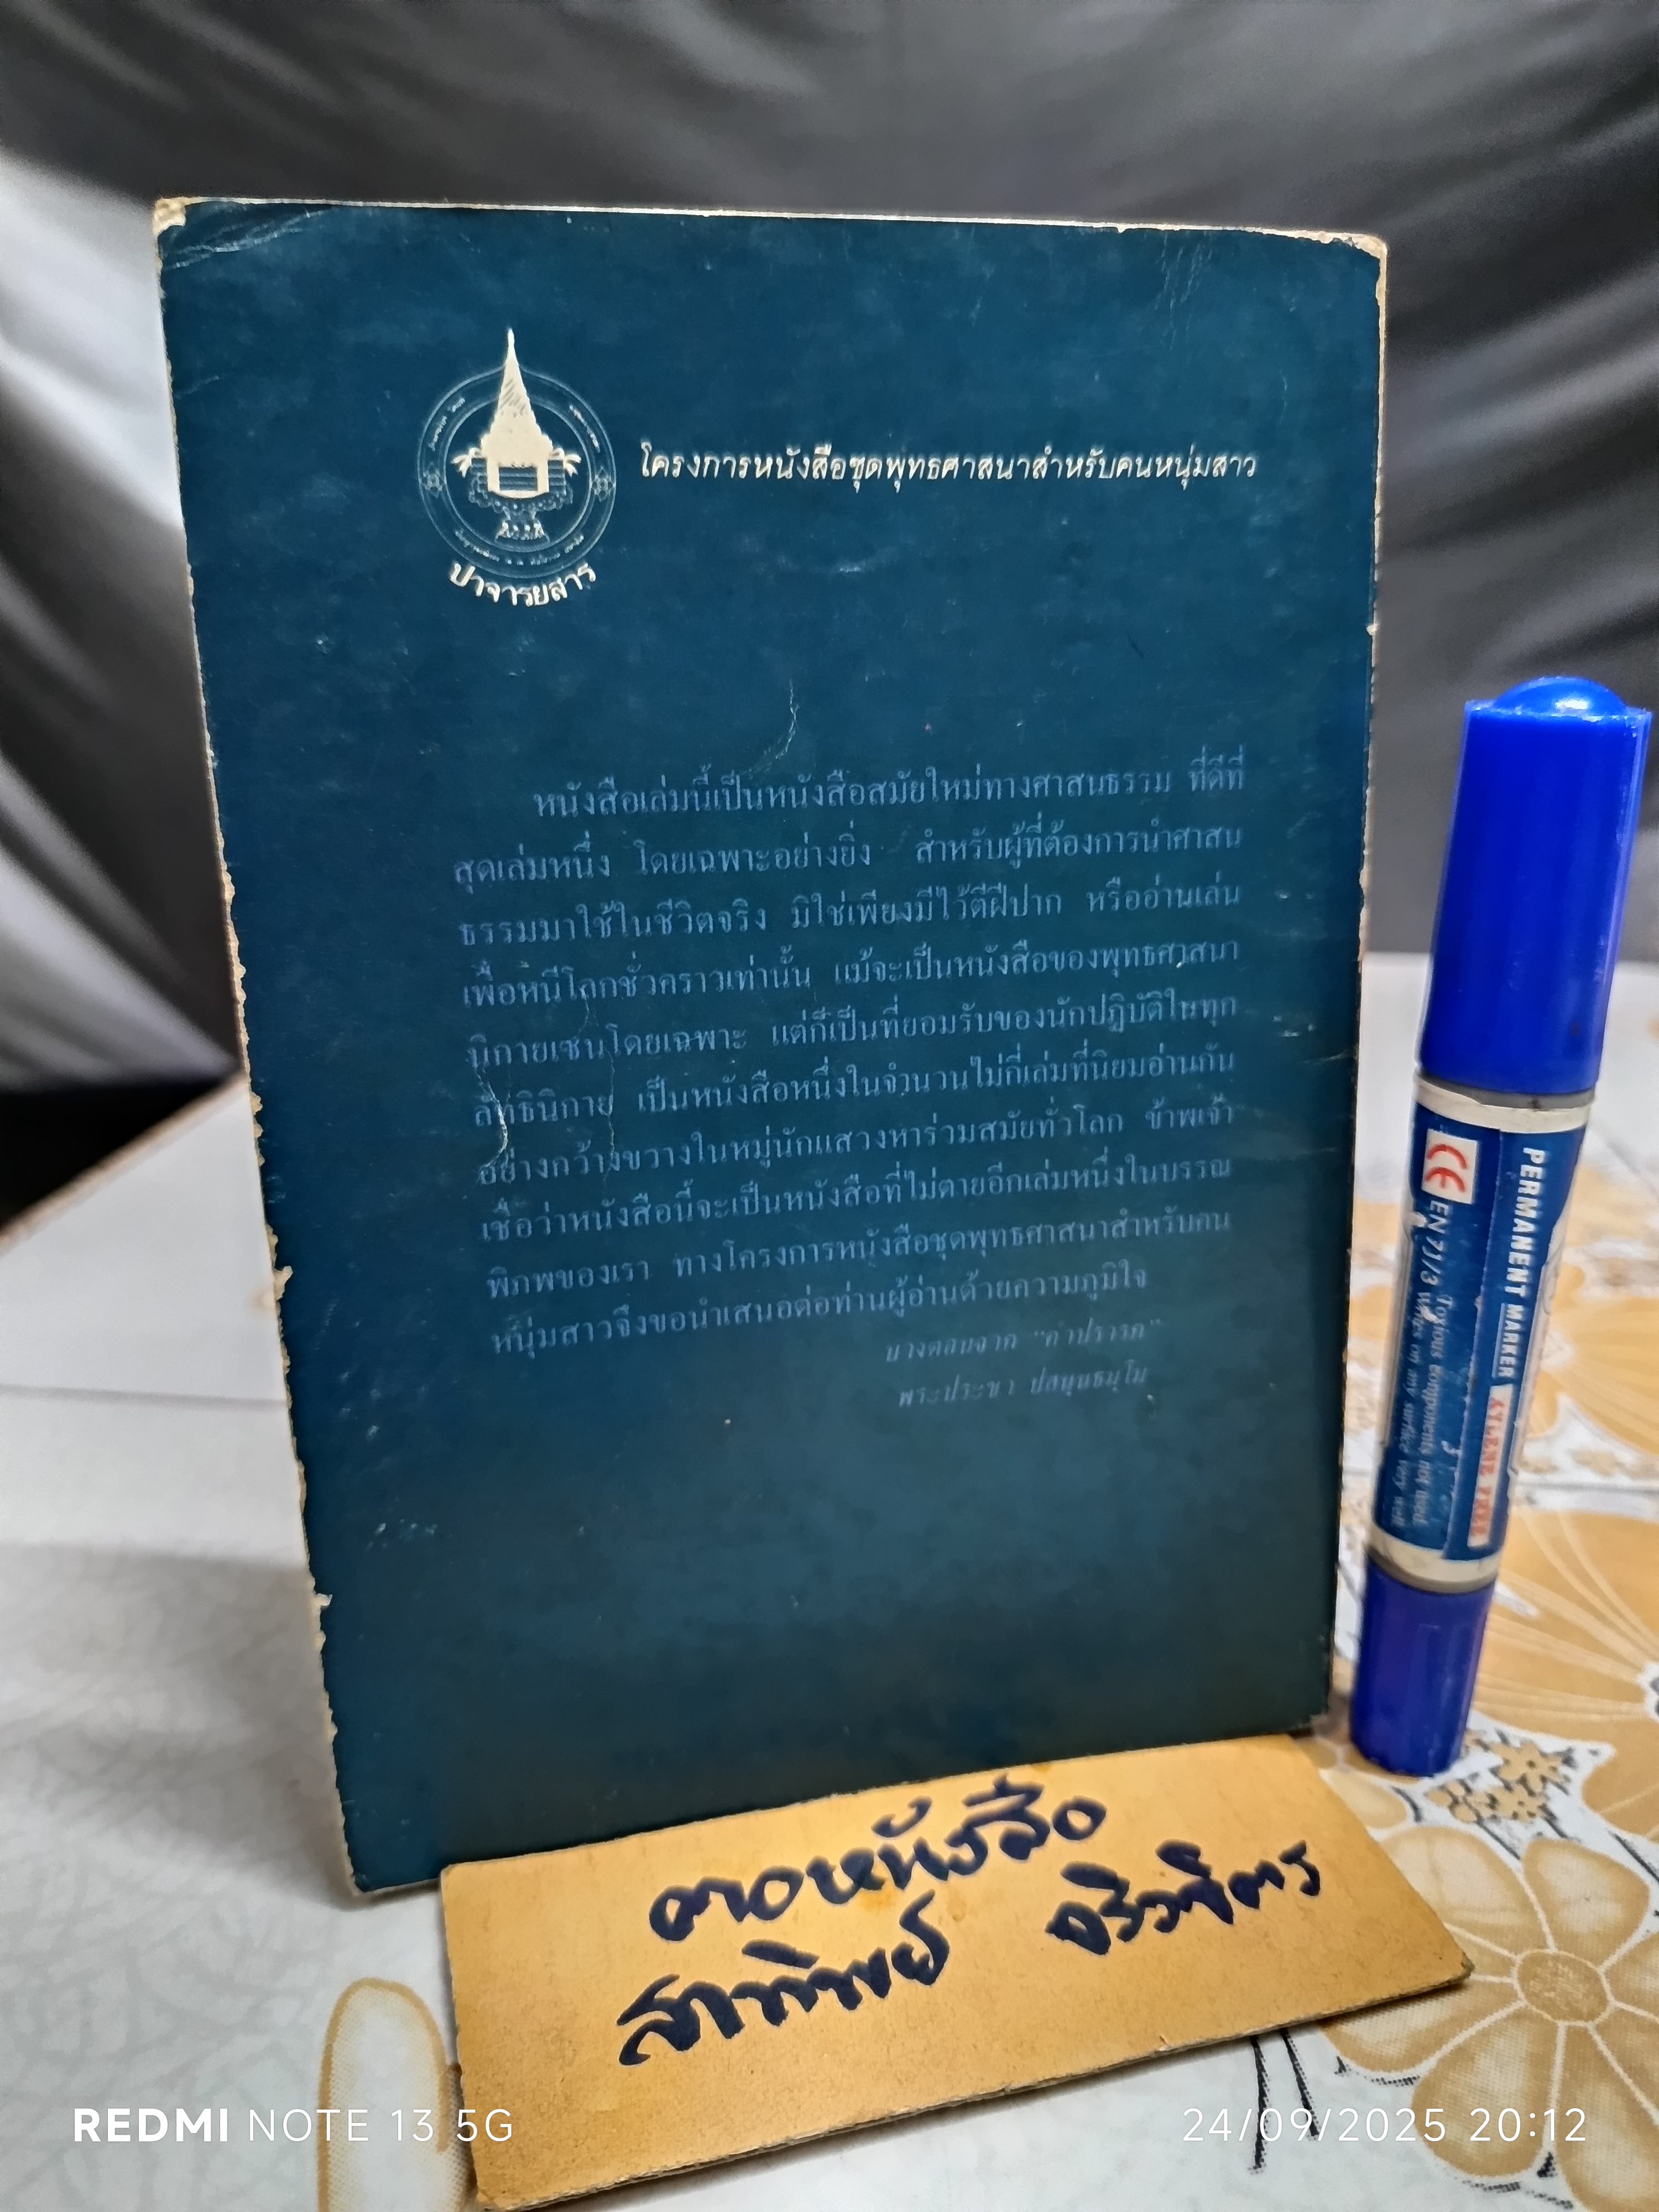 โครงการหนังสือชุดพุทธศาสนาสำหรับคนหนุ่มสาว
ปาจารยสาร
หนังสือเล่มนี้เป็นหนังสือสมัยใหม่ทางศาสนธรรม ที่ดีที่
สุดเล่มหนึ่ง โดยเฉพาะอย่างยิ่ง สำหรับผู้ที่ต้องการนำศาสน
ธรรมมาใช้ในชีวิตจริง มิใช่เพียงมีไว้ตีฝีปาก หรืออ่านเล่น
เพื่อหนีโลกชั่วคราวเท่านั้น แม้จะเป็นหนังสือของพุทธศาสนา
นิกายเซนโดยเฉพาะ แต่ก็เป็นที่ยอมรับของนักปฏิบัติในทุก
ลัทธินิกาย เป็นหนังสือหนึ่งในจำนวนไม่กี่เล่มที่นิยมอ่านกัน
อย่างกว้างขวางในหมู่นักแสวงหาร่วมสมัยทั่วโลก ข้าพเจ้า
เชื่อว่าหนังสือนี้จะเป็นหนังสือที่ไม่ตายอีกเล่มหนึ่งในบรรณ
พิภพของเรา ทางโครงการหนังสือชุดพุทธศาสนาสำหรับคน
หนุ่มสาวจึงขอนำเสนอต่อท่านผู้อ่านด้วยความภูมิใจ
บางตอนจาก "คำปรารภ"
พระประชา ปสนฺนธมฺโม
PERMANENT MARKER XYLENE FREE
CE EN 71/3 Toxious components not used.
Writes on any surface very well
ตอหนังสือ
สาทิพย์ จริวจิตร
REDMI NOTE 13 5G
24/09/2025 20:12